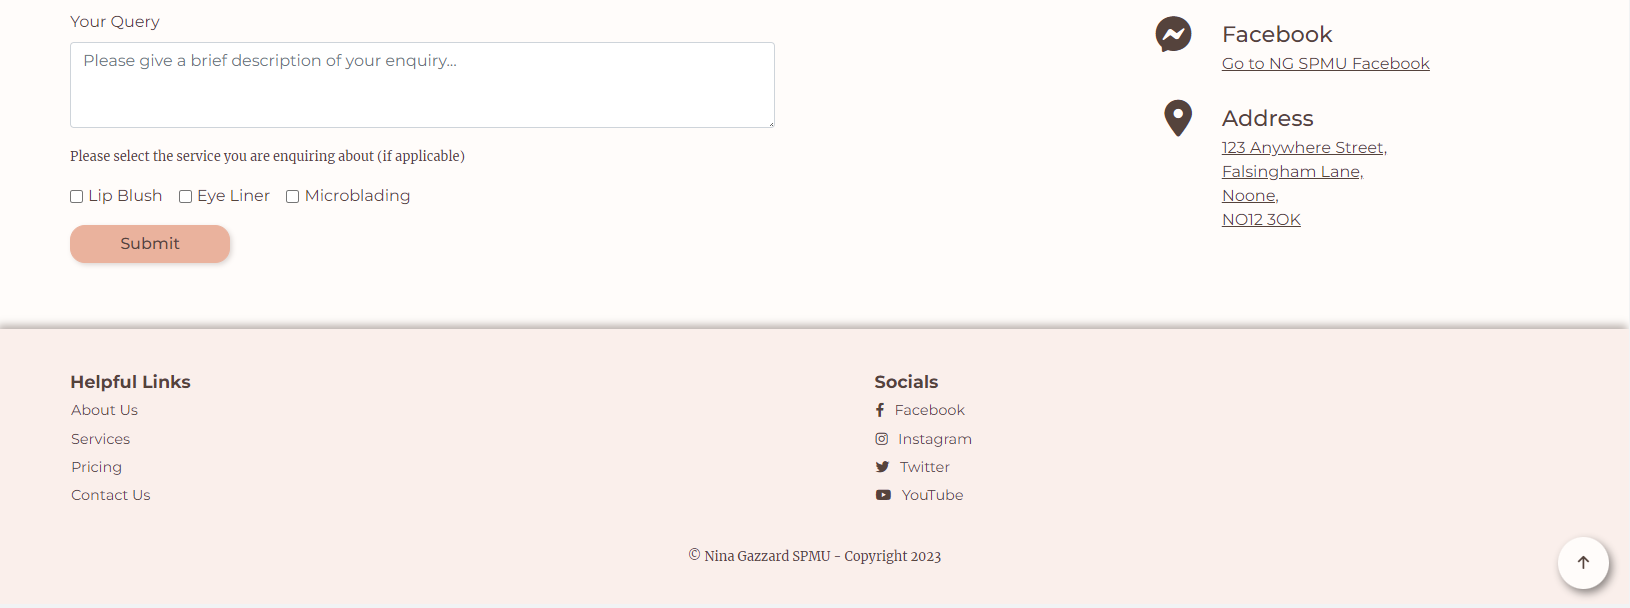 Your Query
Please give a brief description of your enquiry...
Please select the service you are enquiring about (if applicable)
Lip Blush Eye Liner Microblading
Submit
Facebook
Go to NG SPMU Facebook
Address
123 Anywhere Street,
Falsingham Lane,
Noone,
NO12 3OK
Helpful Links
About Us
Services
Pricing
Contact Us
Socials
Facebook
Instagram
Twitter
YouTube
© Nina Gazzard SPMU - Copyright 2023